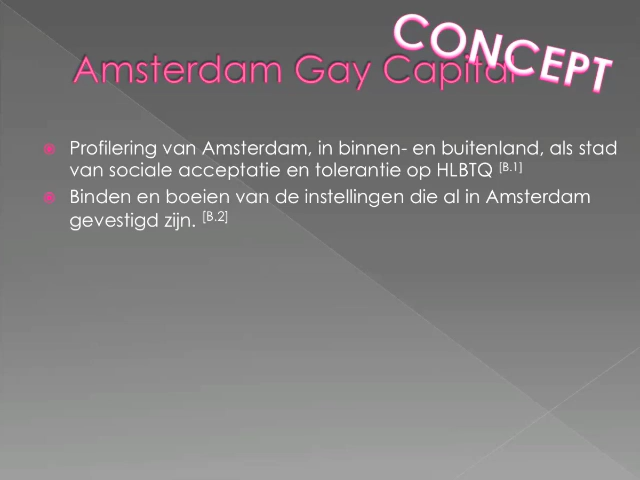 CONCEPT
Amsterdam Gay Capital
Profilering van Amsterdam, in binnen- en buitenland, als stad
van sociale acceptatie en tolerantie op HLBTQ [B.1]
Binden en boeien van de instellingen die al in Amsterdam
gevestigd zijn. [B.2]